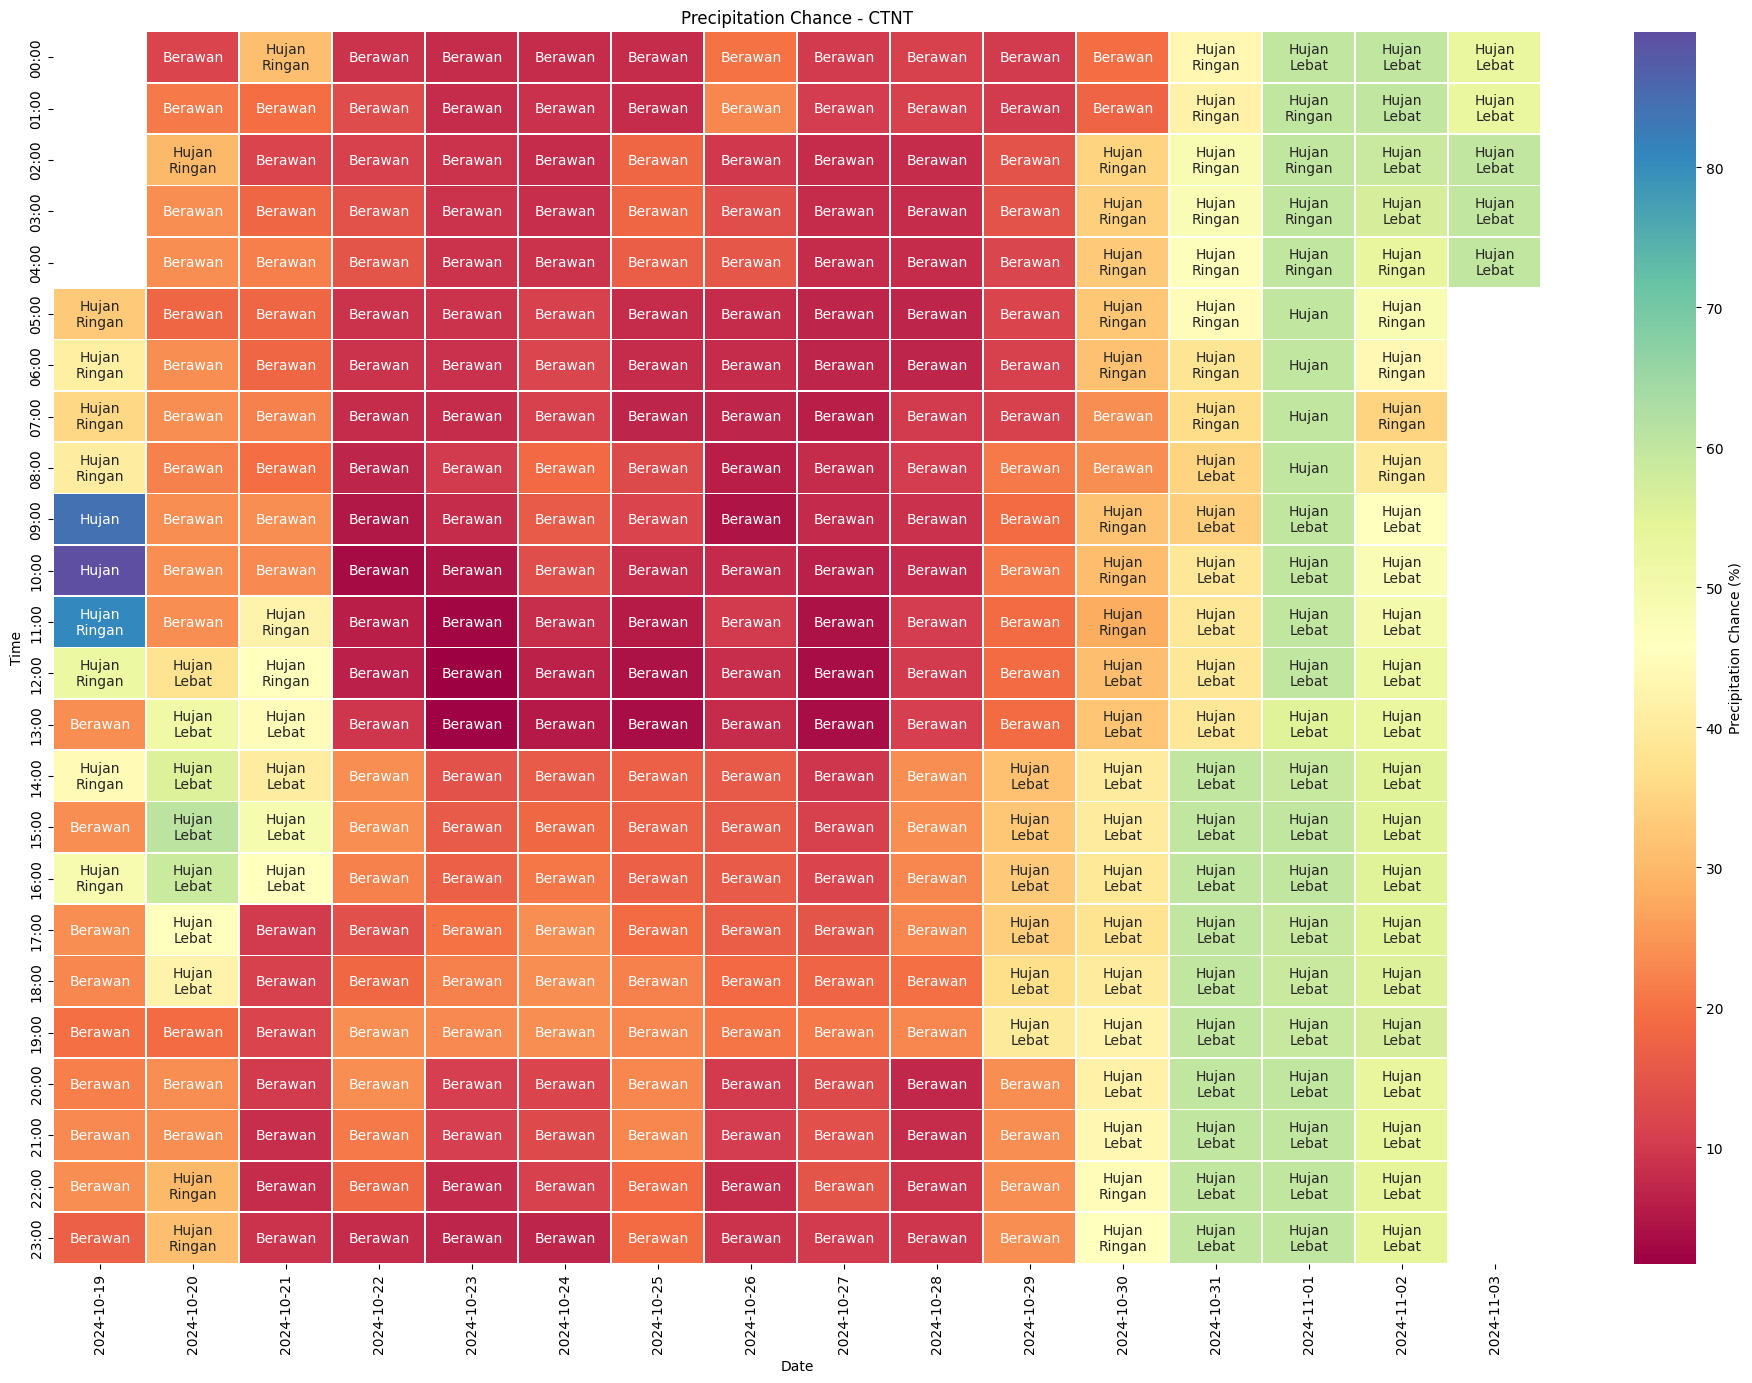 Precipitation Chance - CTNT
00:00 Berawan Hujan Ringan Berawan Berawan Berawan Berawan Berawan Berawan Berawan Berawan Berawan Hujan Ringan Hujan Lebat Hujan Lebat Hujan Lebat
01:00 Berawan Berawan Berawan Berawan Berawan Berawan Berawan Berawan Berawan Berawan Berawan Hujan Ringan Hujan Ringan Hujan Lebat Hujan Lebat
02:00 Hujan Ringan Berawan Berawan Berawan Berawan Berawan Berawan Berawan Berawan Berawan Hujan Ringan Hujan Ringan Hujan Ringan Hujan Lebat Hujan Lebat
03:00 Berawan Berawan Berawan Berawan Berawan Berawan Berawan Berawan Berawan Berawan Hujan Ringan Hujan Ringan Hujan Ringan Hujan Lebat Hujan Lebat
04:00 Berawan Berawan Berawan Berawan Berawan Berawan Berawan Berawan Berawan Berawan Hujan Ringan Hujan Ringan Hujan Ringan Hujan Ringan Hujan Lebat
05:00 Hujan Ringan Berawan Berawan Berawan Berawan Berawan Berawan Berawan Berawan Berawan Berawan Hujan Ringan Hujan Ringan Hujan Hujan Ringan
06:00 Hujan Ringan Berawan Berawan Berawan Berawan Berawan Berawan Berawan Berawan Berawan Berawan Hujan Ringan Hujan Ringan Hujan Hujan Ringan
07:00 Hujan Ringan Berawan Berawan Berawan Berawan Berawan Berawan Berawan Berawan Berawan Berawan Berawan Hujan Ringan Hujan Hujan Ringan
08:00 Hujan Ringan Berawan Berawan Berawan Berawan Berawan Berawan Berawan Berawan Berawan Berawan Berawan Hujan Lebat Hujan Hujan Ringan
09:00 Hujan Berawan Berawan Berawan Berawan Berawan Berawan Berawan Berawan Berawan Berawan Hujan Ringan Hujan Lebat Hujan Lebat Hujan Lebat
10:00 Hujan Berawan Berawan Berawan Berawan Berawan Berawan Berawan Berawan Berawan Berawan Hujan Ringan Hujan Lebat Hujan Lebat Hujan Lebat
11:00 Hujan Ringan Berawan Hujan Ringan Berawan Berawan Berawan Berawan Berawan Berawan Berawan Berawan Hujan Ringan Hujan Lebat Hujan Lebat Hujan Lebat
12:00 Hujan Ringan Hujan Lebat Hujan Ringan Berawan Berawan Berawan Berawan Berawan Berawan Berawan Berawan Hujan Lebat Hujan Lebat Hujan Lebat Hujan Lebat
13:00 Berawan Hujan Lebat Hujan Lebat Berawan Berawan Berawan Berawan Berawan Berawan Berawan Berawan Hujan Lebat Hujan Lebat Hujan Lebat Hujan Lebat
14:00 Hujan Ringan Hujan Lebat Hujan Lebat Berawan Berawan Berawan Berawan Berawan Berawan Berawan Hujan Lebat Hujan Lebat Hujan Lebat Hujan Lebat Hujan Lebat
15:00 Berawan Hujan Lebat Hujan Lebat Berawan Berawan Berawan Berawan Berawan Berawan Berawan Hujan Lebat Hujan Lebat Hujan Lebat Hujan Lebat Hujan Lebat
16:00 Hujan Ringan Hujan Lebat Hujan Lebat Berawan Berawan Berawan Berawan Berawan Berawan Berawan Hujan Lebat Hujan Lebat Hujan Lebat Hujan Lebat Hujan Lebat
17:00 Berawan Hujan Lebat Berawan Berawan Berawan Berawan Berawan Berawan Berawan Berawan Hujan Lebat Hujan Lebat Hujan Lebat Hujan Lebat Hujan Lebat
18:00 Berawan Hujan Lebat Berawan Berawan Berawan Berawan Berawan Berawan Berawan Berawan Hujan Lebat Hujan Lebat Hujan Lebat Hujan Lebat Hujan Lebat
19:00 Berawan Berawan Berawan Berawan Berawan Berawan Berawan Berawan Berawan Berawan Hujan Lebat Hujan Lebat Hujan Lebat Hujan Lebat Hujan Lebat
20:00 Berawan Berawan Berawan Berawan Berawan Berawan Berawan Berawan Berawan Berawan Berawan Hujan Lebat Hujan Lebat Hujan Lebat Hujan Lebat
21:00 Berawan Berawan Berawan Berawan Berawan Berawan Berawan Berawan Berawan Berawan Berawan Hujan Lebat Hujan Lebat Hujan Lebat Hujan Lebat
22:00 Berawan Hujan Ringan Berawan Berawan Berawan Berawan Berawan Berawan Berawan Berawan Berawan Hujan Ringan Hujan Lebat Hujan Lebat Hujan Lebat
23:00 Berawan Hujan Ringan Berawan Berawan Berawan Berawan Berawan Berawan Berawan Berawan Berawan Hujan Ringan Hujan Lebat Hujan Lebat Hujan Lebat
Time
2024-10-19 2024-10-20 2024-10-21 2024-10-22 2024-10-23 2024-10-24 2024-10-25 2024-10-26 2024-10-27 2024-10-28 2024-10-29 2024-10-30 2024-10-31 2024-11-01 2024-11-02 2024-11-03
Date
80
70
60
50
40
30
20
10
Precipitation Chance (%)